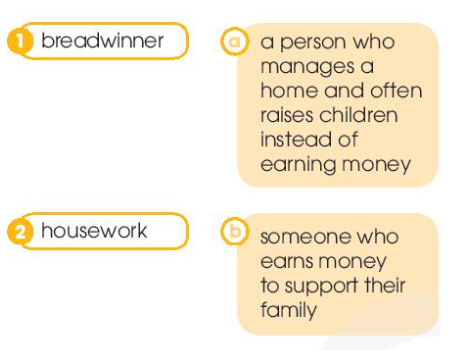 1 breadwinner
a a person who
manages a
home and often
raises children
instead of
earning money
2 housework
b someone who
earns money
to support their
family